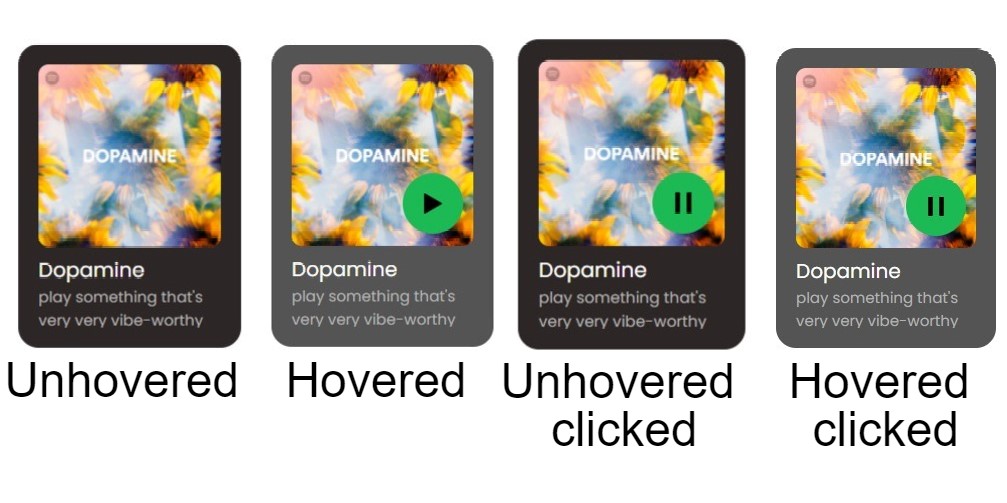 DOPAMINE
Dopamine
play something that's
very very vibe-worthy
Unhovered
DOPAMINE
Dopamine
play something that's
very very vibe-worthy
Hovered
DOPAMINE
Dopamine
play something that's
very very vibe-worthy
Unhovered
clicked
DOPAMINE
Dopamine
play something that's
very very vibe-worthy
Hovered
clicked